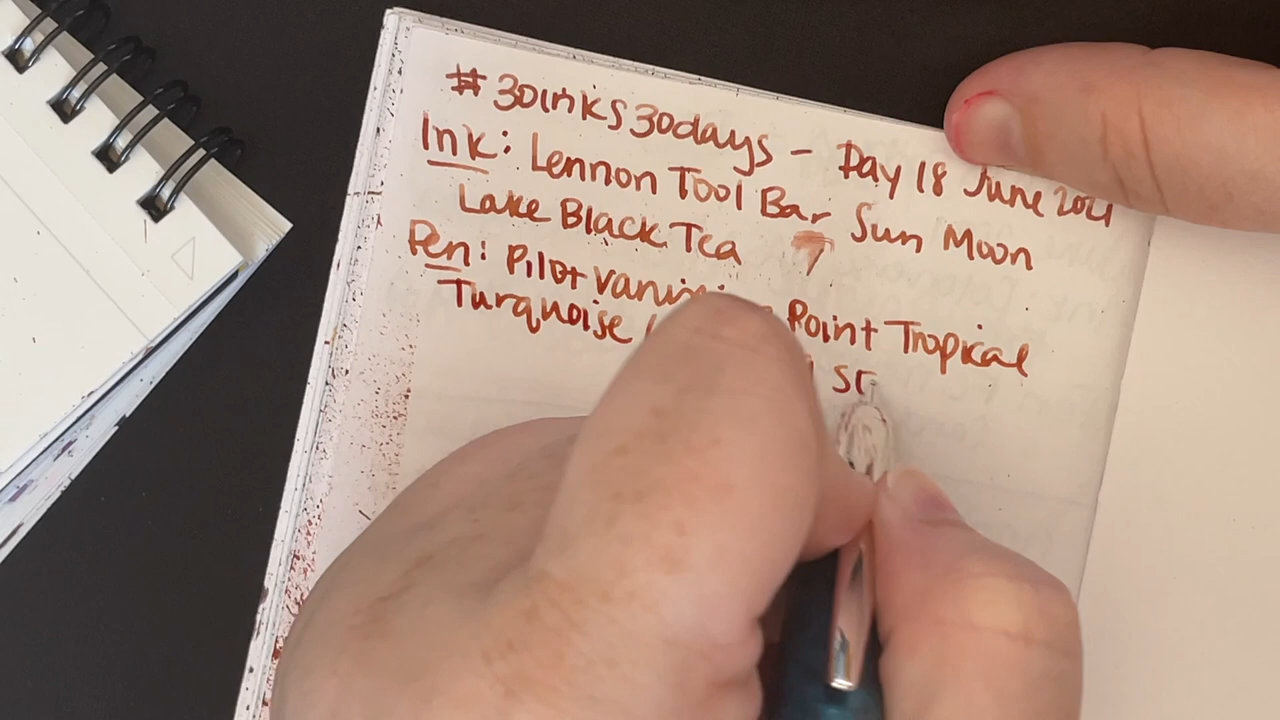 #30inks30days - Day 18 June 2021
Ink: Lennon Tool Bar Sun Moon
Lake Black Tea
Pen: Pilot Point Tropical
Turquoise